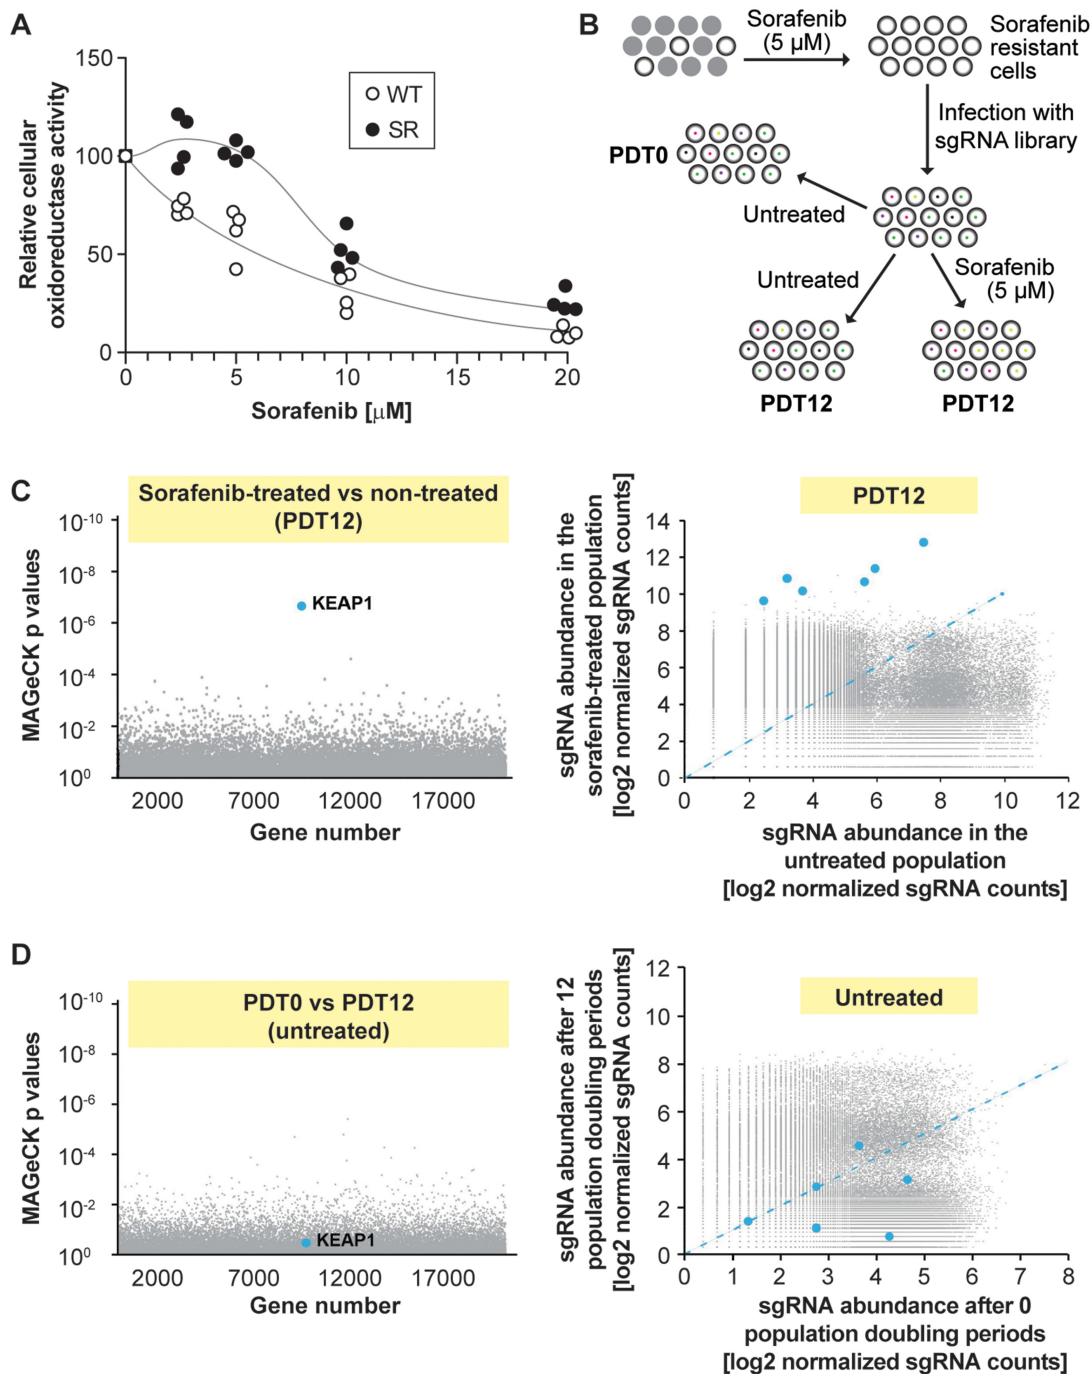 A
Relative cellular
oxidoreductase activity
150
100
50
0
WT
SR
0
5
10
15
20
Sorafenib [μM]
B
Sorafenib
(5 μM)
Sorafenib
resistant
cells
Infection with
sgRNA library
PDT0
Untreated
Untreated
Sorafenib
(5 μM)
PDT12
PDT12
C
Sorafenib-treated vs non-treated
(PDT12)
MAGeCK p values
10-10
10-8
10-6
10-4
10-2
100
KEAP1
2000
7000
12000
17000
Gene number
PDT12
sgRNA abundance in the
sorafenib-treated population
[log2 normalized sgRNA counts]
14
12
10
8
6
4
2
0
0
2
4
6
8
10
12
sgRNA abundance in the
untreated population
[log2 normalized sgRNA counts]
D
PDT0 vs PDT12
(untreated)
MAGeCK p values
10-10
10-8
10-6
10-4
10-2
100
KEAP1
2000
7000
12000
17000
Gene number
Untreated
sgRNA abundance after 12
population doubling periods
[log2 normalized sgRNA counts]
12
10
8
6
4
2
0
0
1
2
3
4
5
6
7
8
sgRNA abundance after 0
population doubling periods
[log2 normalized sgRNA counts]